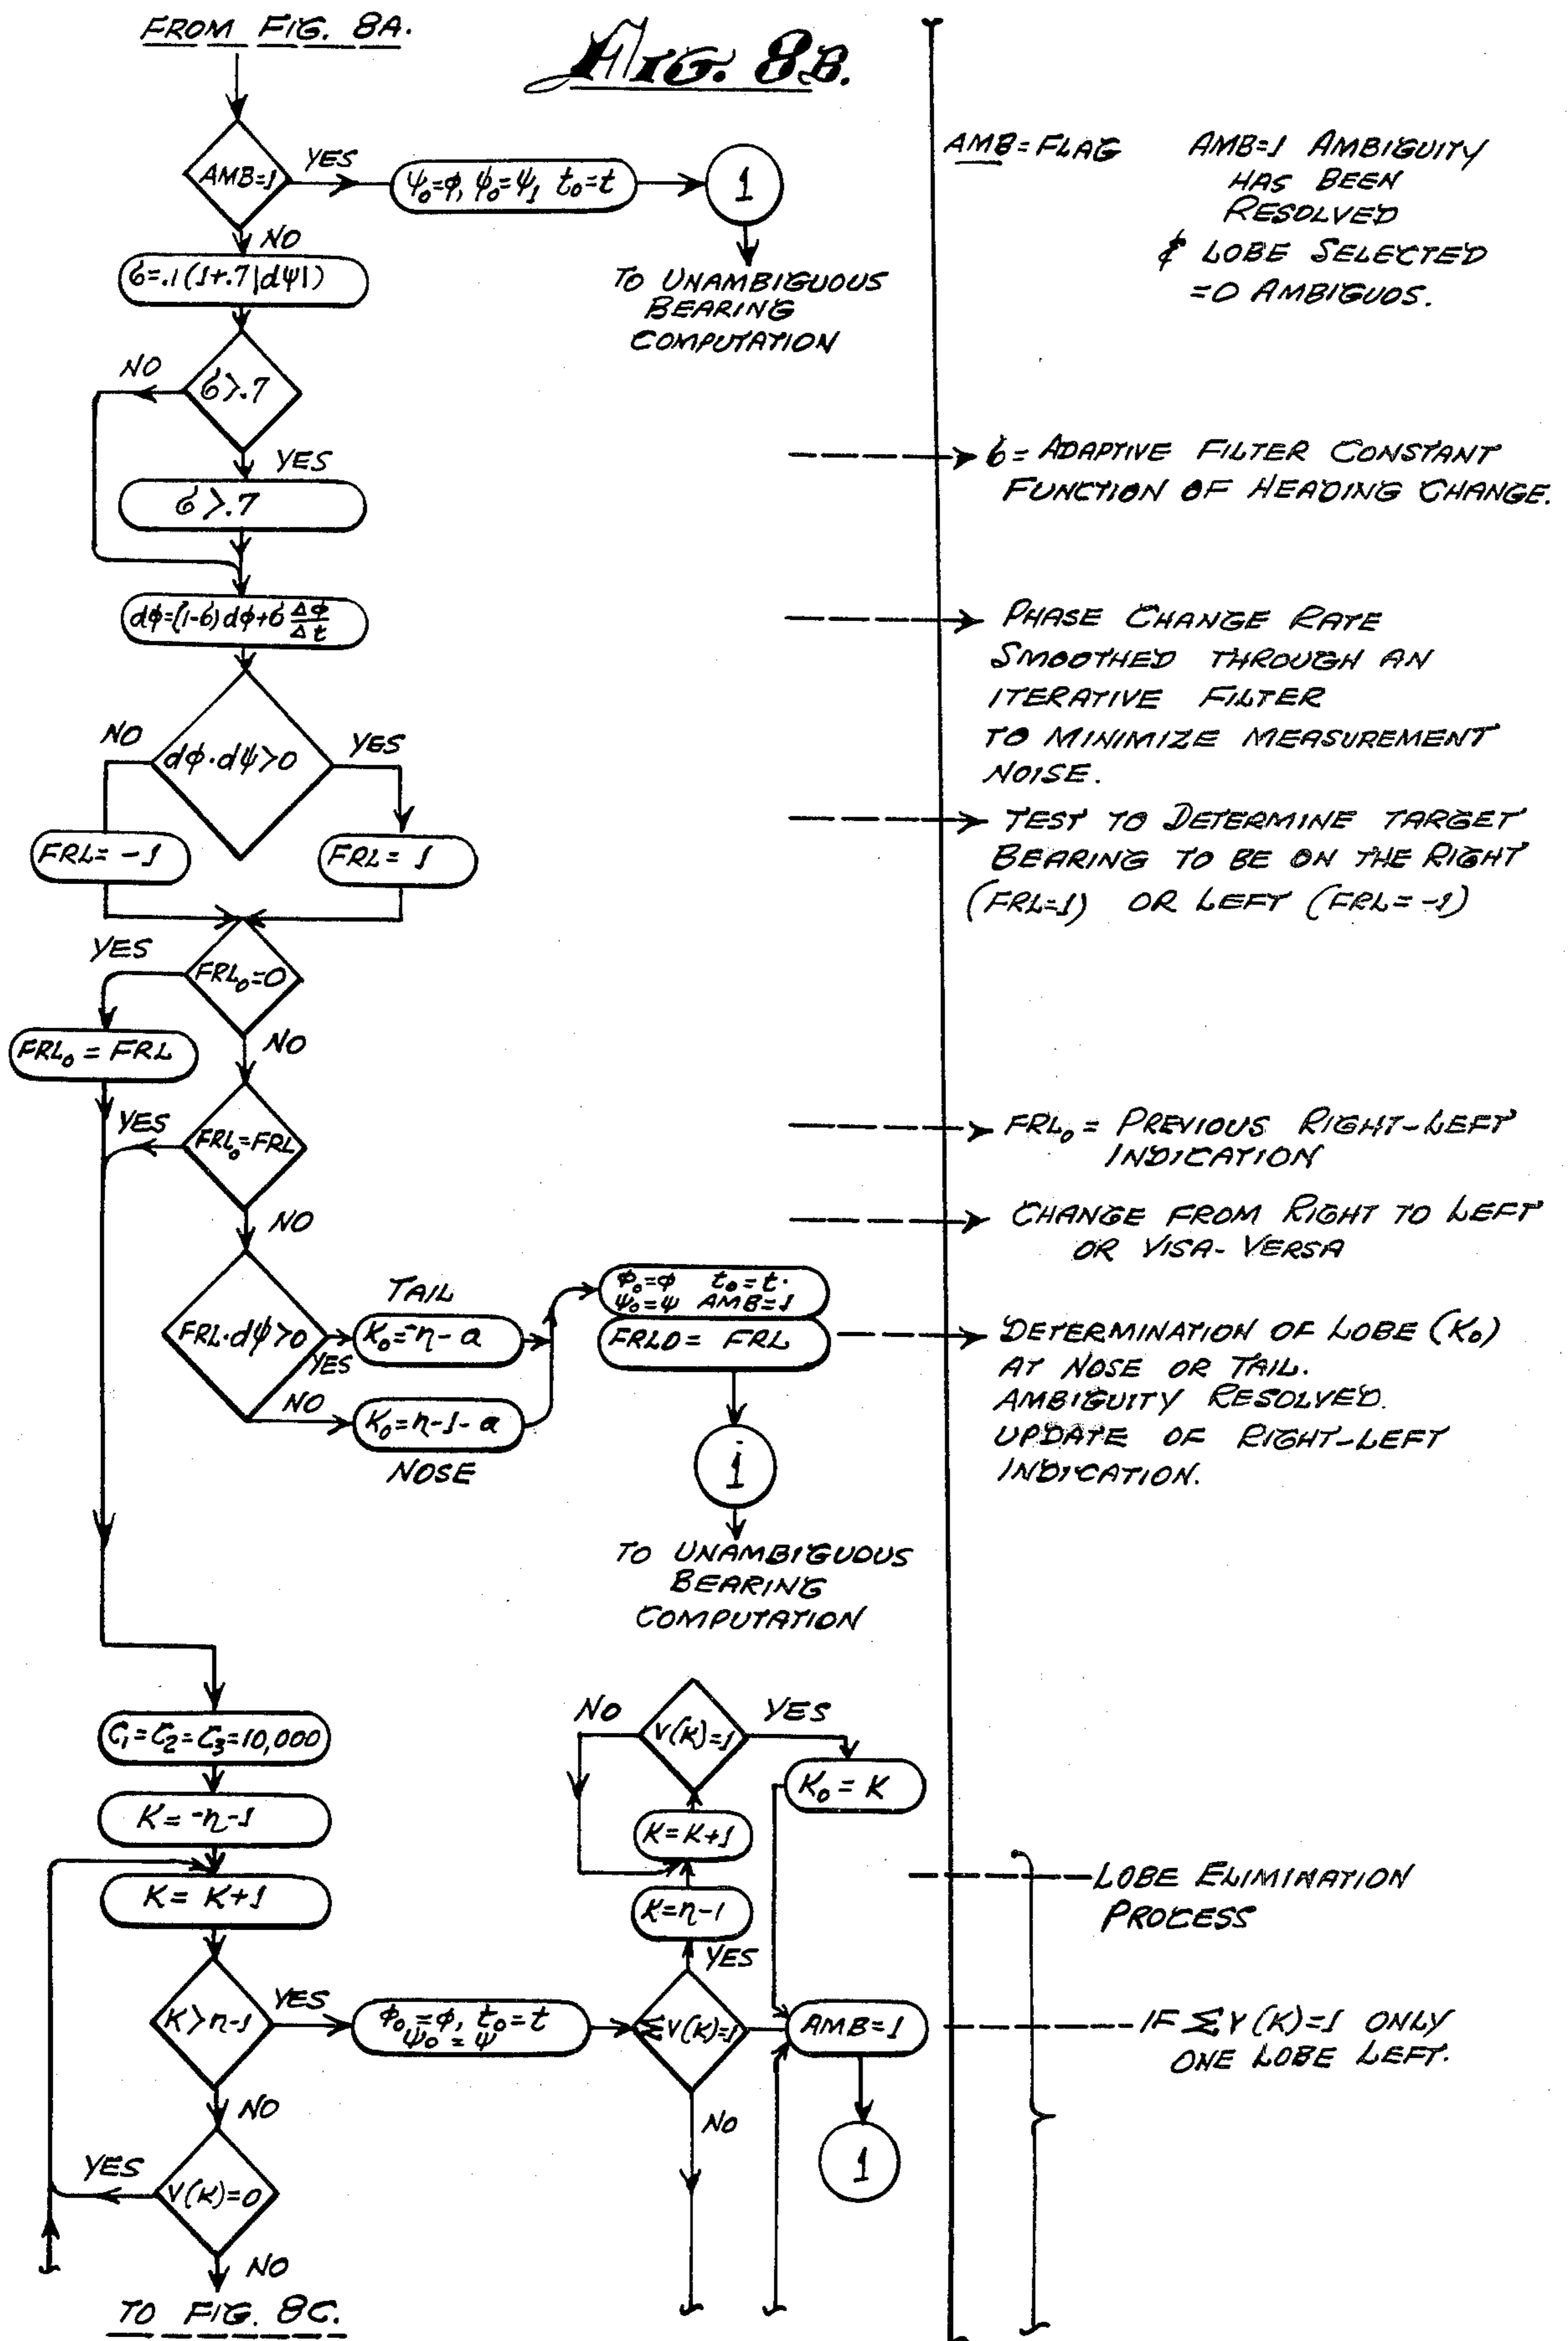 FROM FIG. 8A.
FIG. 8B.
AMB=1
YES
ψ₀=φ, ψ₀=ψ₁ t₀=t
1
NO
TO UNAMBIGUOUS
BEARING
COMPUTATION
AMB=FLAG AMB=1 AMBIGUITY
HAS BEEN
RESOLVED
& LOBE SELECTED
=0 AMBIGUOS.
б=.1(1+.7|dψ|)
б>.7
NO
YES
б>.7
б= ADAPTIVE FILTER CONSTANT
FUNCTION OF HEADING CHANGE.
dφ=(1-б)dφ+б Δφ/Δt
PHASE CHANGE RATE
SMOOTHED THROUGH AN
ITERATIVE FILTER
TO MINIMIZE MEASUREMENT
NOISE.
NO
dφ·dψ>0
YES
FRL= -1
FRL= 1
TEST TO DETERMINE TARGET
BEARING TO BE ON THE RIGHT
(FRL=1) OR LEFT (FRL= -1)
YES
FRL₀=0
NO
FRL₀ = FRL
YES
FRL₀=FRL
NO
FRL₀ = PREVIOUS RIGHT-LEFT
INDICATION
CHANGE FROM RIGHT TO LEFT
OR VISA-VERSA
FRL·dψ>0
YES
NO
TAIL
K₀=-n-a
K₀=n-1-a
NOSE
φ₀=φ t₀=t.
ψ₀=ψ AMB=1
FRLO= FRL
1
TO UNAMBIGUOUS
BEARING
COMPUTATION
DETERMINATION OF LOBE (K₀)
AT NOSE OR TAIL.
AMBIGUITY RESOLVED.
UPDATE OF RIGHT-LEFT
INDICATION.
C₁=C₂=C₃=10,000
K=-n-1
K= K+1
K>n-1
YES
NO
φ₀=φ, t₀=t
ψ₀=ψ
NO
V(K)=1
YES
K₀ = K
K=K+1
K=n-1
YES
ΣV(K)=1
NO
AMB=1
1
LOBE ELIMINATION
PROCESS
IF ΣV(K)=1 ONLY
ONE LOBE LEFT.
YES
V(K)=0
NO
TO FIG. 8C.